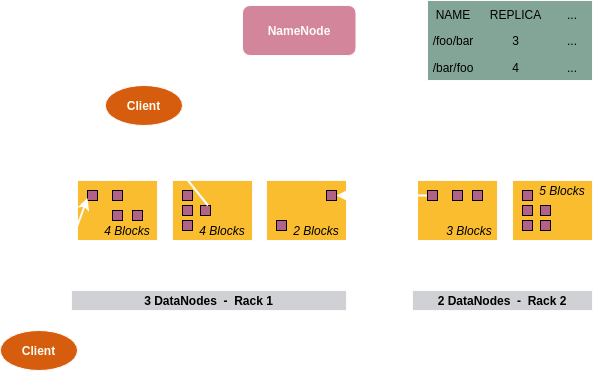 NameNode
NAME REPLICA ...
/foo/bar 3 ...
/bar/foo 4 ...
Client
4 Blocks
4 Blocks
2 Blocks
3 Blocks
5 Blocks
3 DataNodes - Rack 1
2 DataNodes - Rack 2
Client